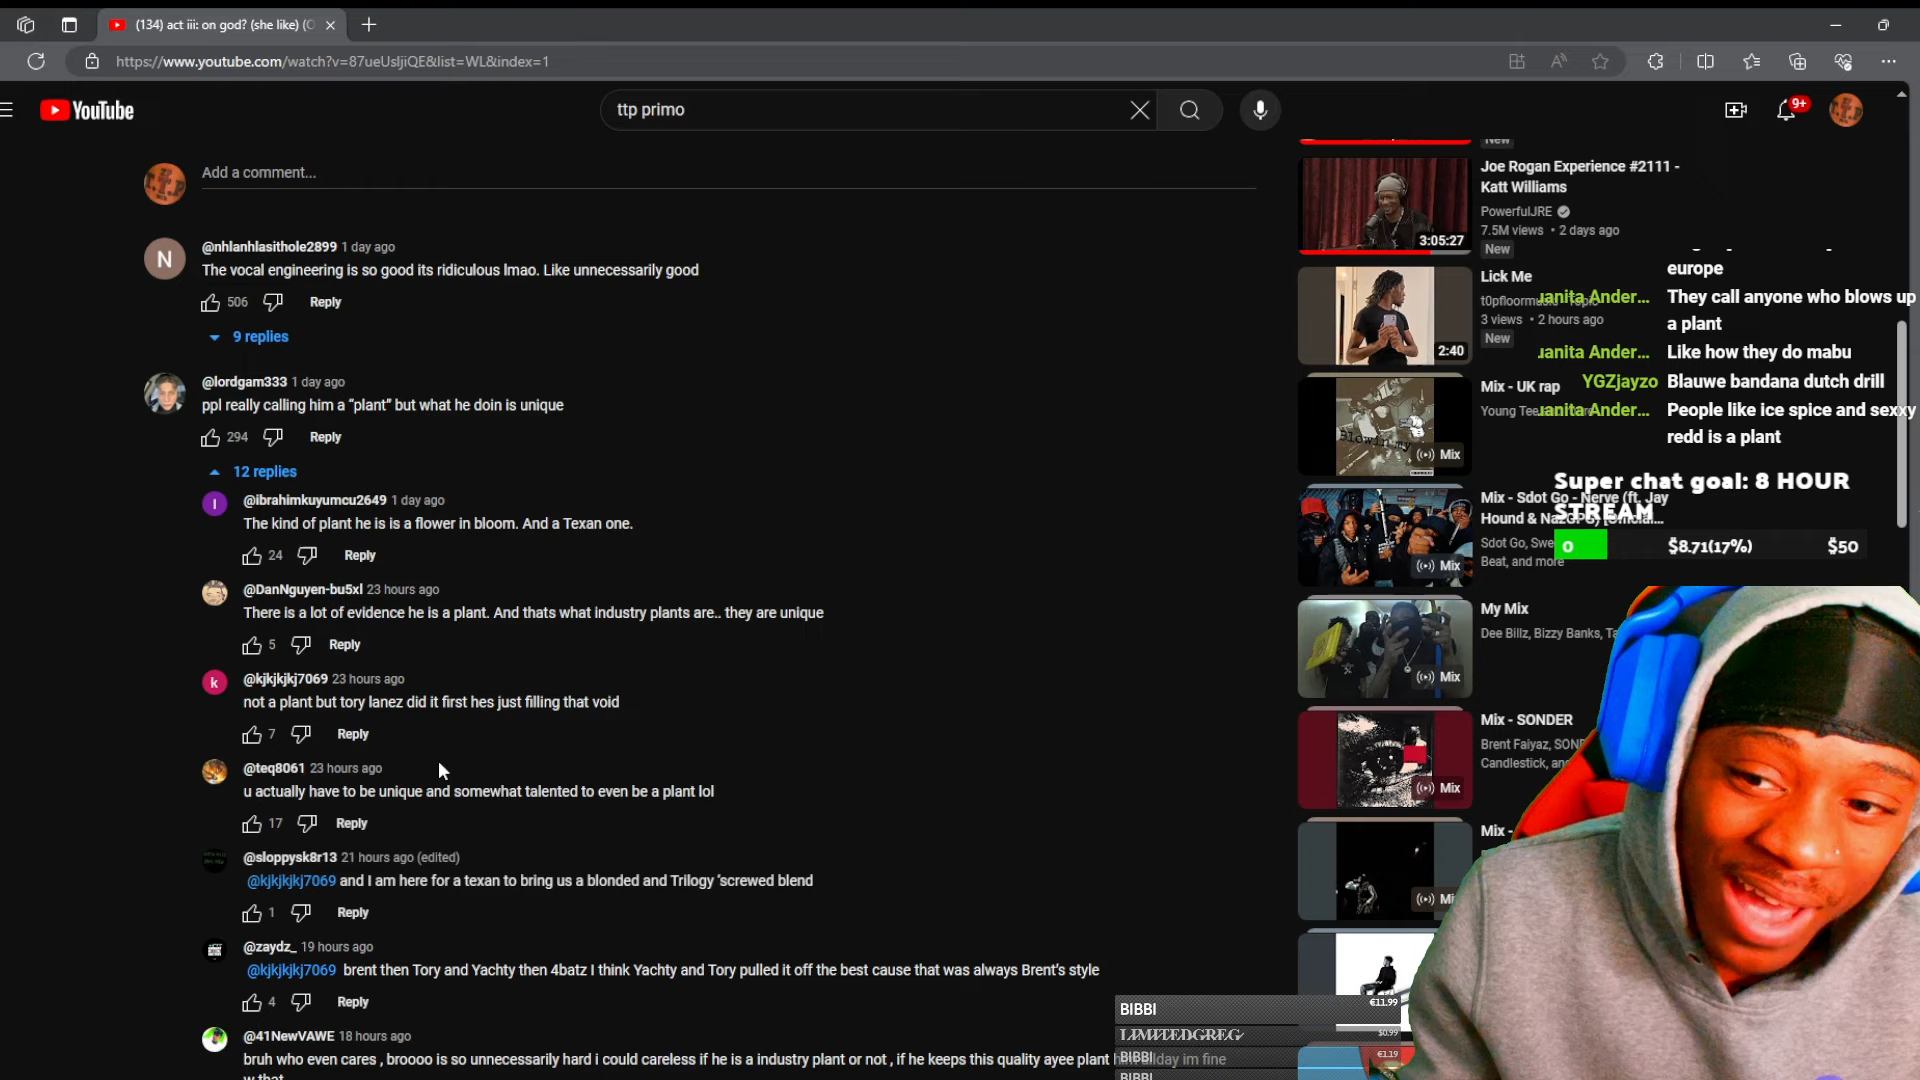 (134) act iii: on god? (she like) (O
https://www.youtube.com/watch?v=87ueUsljiQE&list=WL&index=1
YouTube
ttp primo
9+
Add a comment...
@nhlanhlasithole2899 1 day ago
N
The vocal engineering is so good its ridiculous lmao. Like unnecessarily good
506 Reply
9 replies
@lordgam333 1 day ago
ppl really calling him a “plant” but what he doin is unique
294 Reply
12 replies
@ibrahimkuyumcu2649 1 day ago
I
The kind of plant he is is a flower in bloom. And a Texan one.
24 Reply
@DanNguyen-bu5xl 23 hours ago
There is a lot of evidence he is a plant. And thats what industry plants are.. they are unique
5 Reply
@kjkjkjkj7069 23 hours ago
k
not a plant but tory lanez did it first hes just filling that void
7 Reply
@teq8061 23 hours ago
u actually have to be unique and somewhat talented to even be a plant lol
17 Reply
@sloppysk8r13 21 hours ago (edited)
@kjkjkjkj7069 and I am here for a texan to bring us a blonded and Trilogy ‘screwed blend
1 Reply
@zaydz_ 19 hours ago
@kjkjkjkj7069 brent then Tory and Yachty then 4batz I think Yachty and Tory pulled it off the best cause that was always Brent’s style
4 Reply
@41NewVAWE 18 hours ago
bruh who even cares , broooo is so unnecessarily hard i could careless if he is a industry plant or not , if he keeps this quality ayee plant
day im fine
w that
New
Joe Rogan Experience #2111 -
Katt Williams
PowerfulJRE
7.5M views • 2 days ago
New
3:05:27
Lick Me
3 views • 2 hours ago
New
2:40
Mix - UK rap
Mix
Mix - Sdot Go - Nerve (ft. Jay
Hound &
Sdot Go,
Beat, and more
Mix
My Mix
Dee Billz, Bizzy Banks,
Mix
Mix - SONDER
Brent Faiyaz,
Candlestick,
Mix
Mix -
europe
uanita Ander... They call anyone who blows up
a plant
uanita Ander... Like how they do mabu
YGZjayzo Blauwe bandana dutch drill
uanita Ander... People like ice spice and sexxy
redd is a plant
Super chat goal: 8 HOUR
STREAM
0 $8.71(17%) $50
BIBBI €11.99
LIMITEDGREG $0.99
BIBBI €1.19
BIBBI